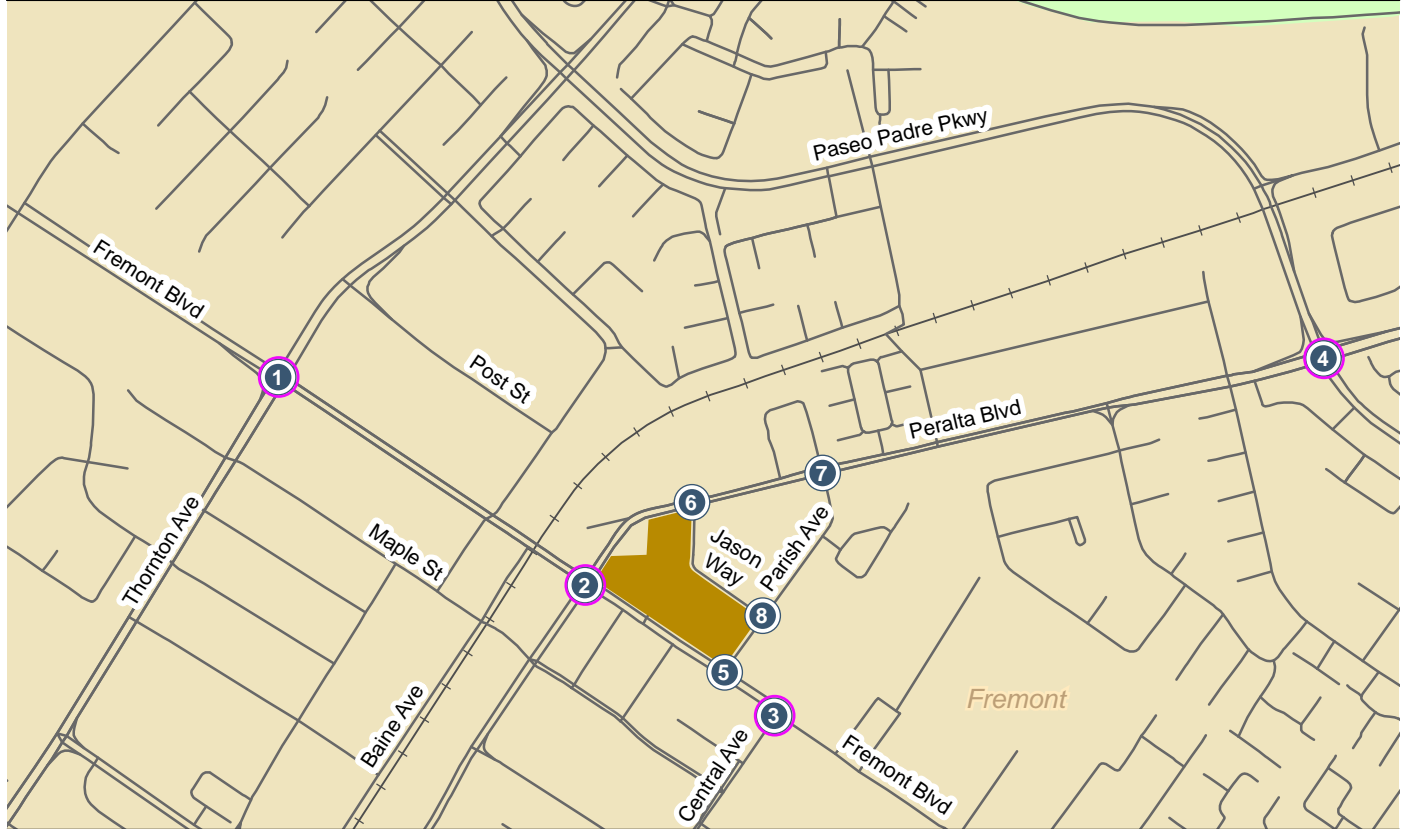 Paseo Padre Pkwy
Fremont Blvd
4
1
Post St
Peralta Blvd
7
6
Thornton Ave
Maple St
Jason
Way
Parish Ave
2
8
5
Fremont
3
Baine Ave
Central Ave
Fremont Blvd